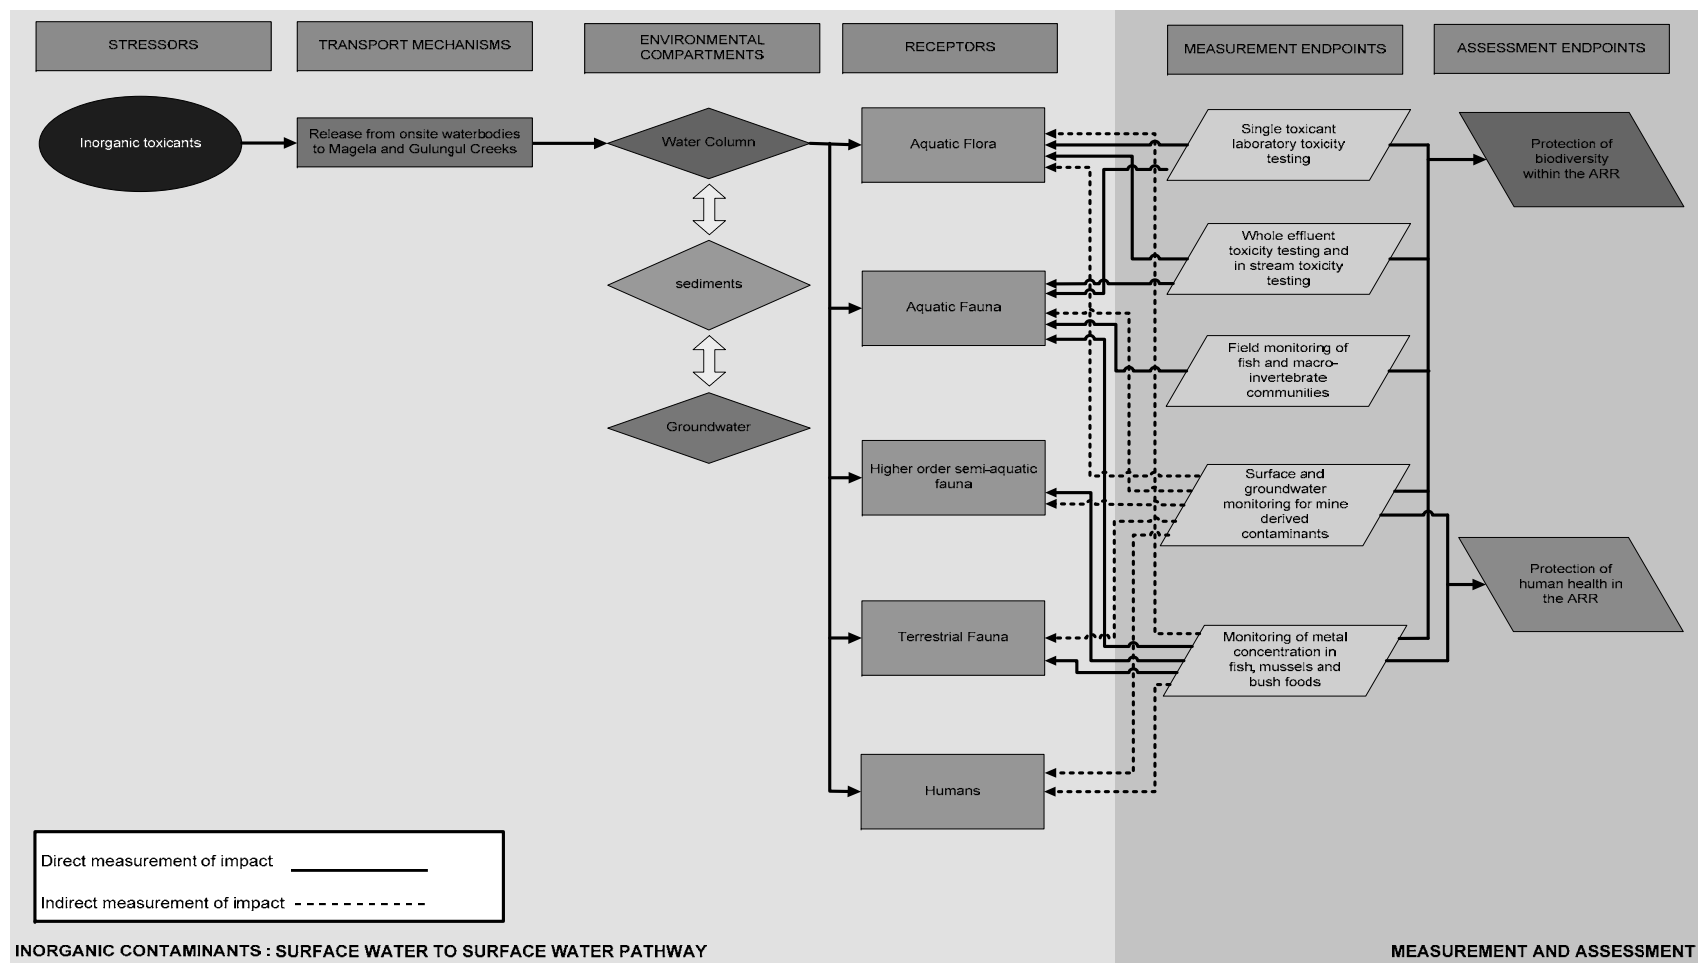 STRESSORS
TRANSPORT MECHANISMS
ENVIRONMENTAL
COMPARTMENTS
RECEPTORS
MEASUREMENT ENDPOINTS
ASSESSMENT ENDPOINTS
Inorganic toxicants
Release from onsite waterbodies
to Magela and Gulungul Creeks
Water Column
sediments
Groundwater
Aquatic Flora
Aquatic Fauna
Higher order semi-aquatic
fauna
Terrestrial Fauna
Humans
Single toxicant
laboratory toxicity
testing
Whole effluent
toxicity testing and
in stream toxicity
testing
Field monitoring of
fish and macro-
invertebrate
communities
Surface and
groundwater
monitoring for mine
derived
contaminants
Monitoring of metal
concentration in
fish, mussels and
bush foods
Protection of
biodiversity
within the ARR
Protection of
human health in
the ARR
Direct measurement of impact
Indirect measurement of impact
INORGANIC CONTAMINANTS : SURFACE WATER TO SURFACE WATER PATHWAY
MEASUREMENT AND ASSESSMENT